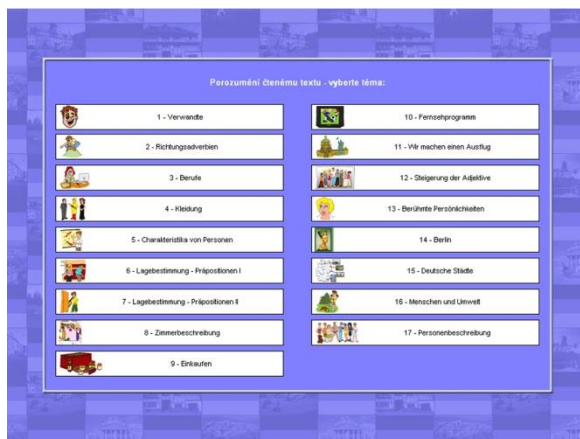 Porozumění čtenému textu - vyberte téma:
1 - Verwandte
2 - Richtungsadverbien
3 - Berufe
4 - Kleidung
5 - Charakteristika von Personen
6 - Lagebestimmung - Präpositionen I
7 - Lagebestimmung - Präpositionen II
8 - Zimmerbeschreibung
9 - Einkaufen
10 - Fernsehprogramm
11 - Wir machen einen Ausflug
12 - Steigerung der Adjektive
13 - Berühmte Persönlichkeiten
14 - Berlin
15 - Deutsche Städte
16 - Menschen und Umwelt
17 - Personenbeschreibung